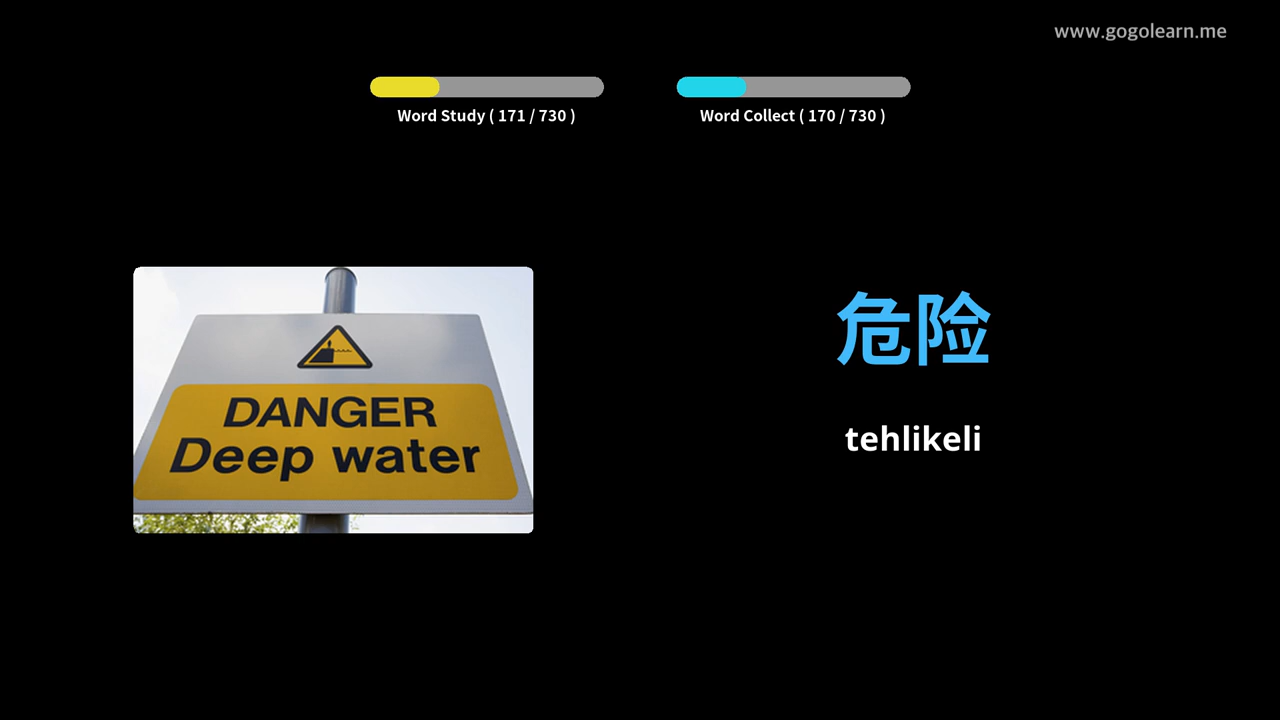 www.gogolearn.me
Word Study ( 171 / 730 )
Word Collect ( 170 / 730 )
DANGER
Deep water
危险
tehlikeli